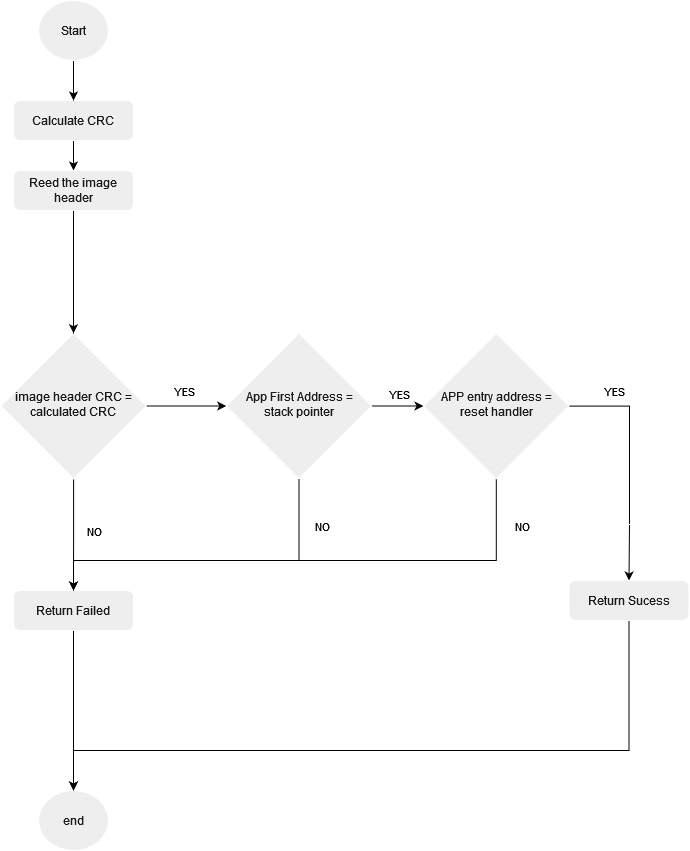 Start
Calculate CRC
Reed the image
header
image header CRC =
calculated CRC
YES
App First Address =
stack pointer
YES
APP entry address =
reset handler
YES
NO
NO
NO
Return Failed
Return Sucess
end